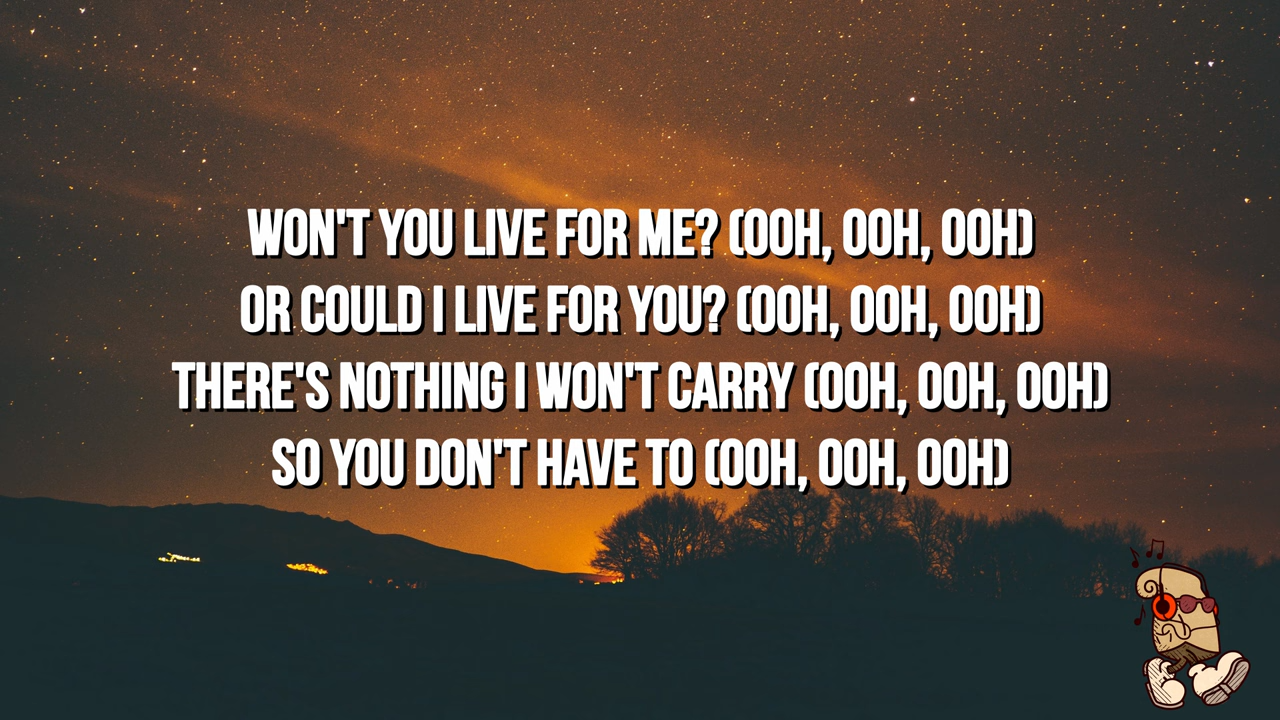 WON'T YOU LIVE FOR ME? (OOH, OOH, OOH)
OR COULD I LIVE FOR YOU? (OOH, OOH, OOH)
THERE'S NOTHING I WON'T CARRY (OOH, OOH, OOH)
SO YOU DON'T HAVE TO (OOH, OOH, OOH)